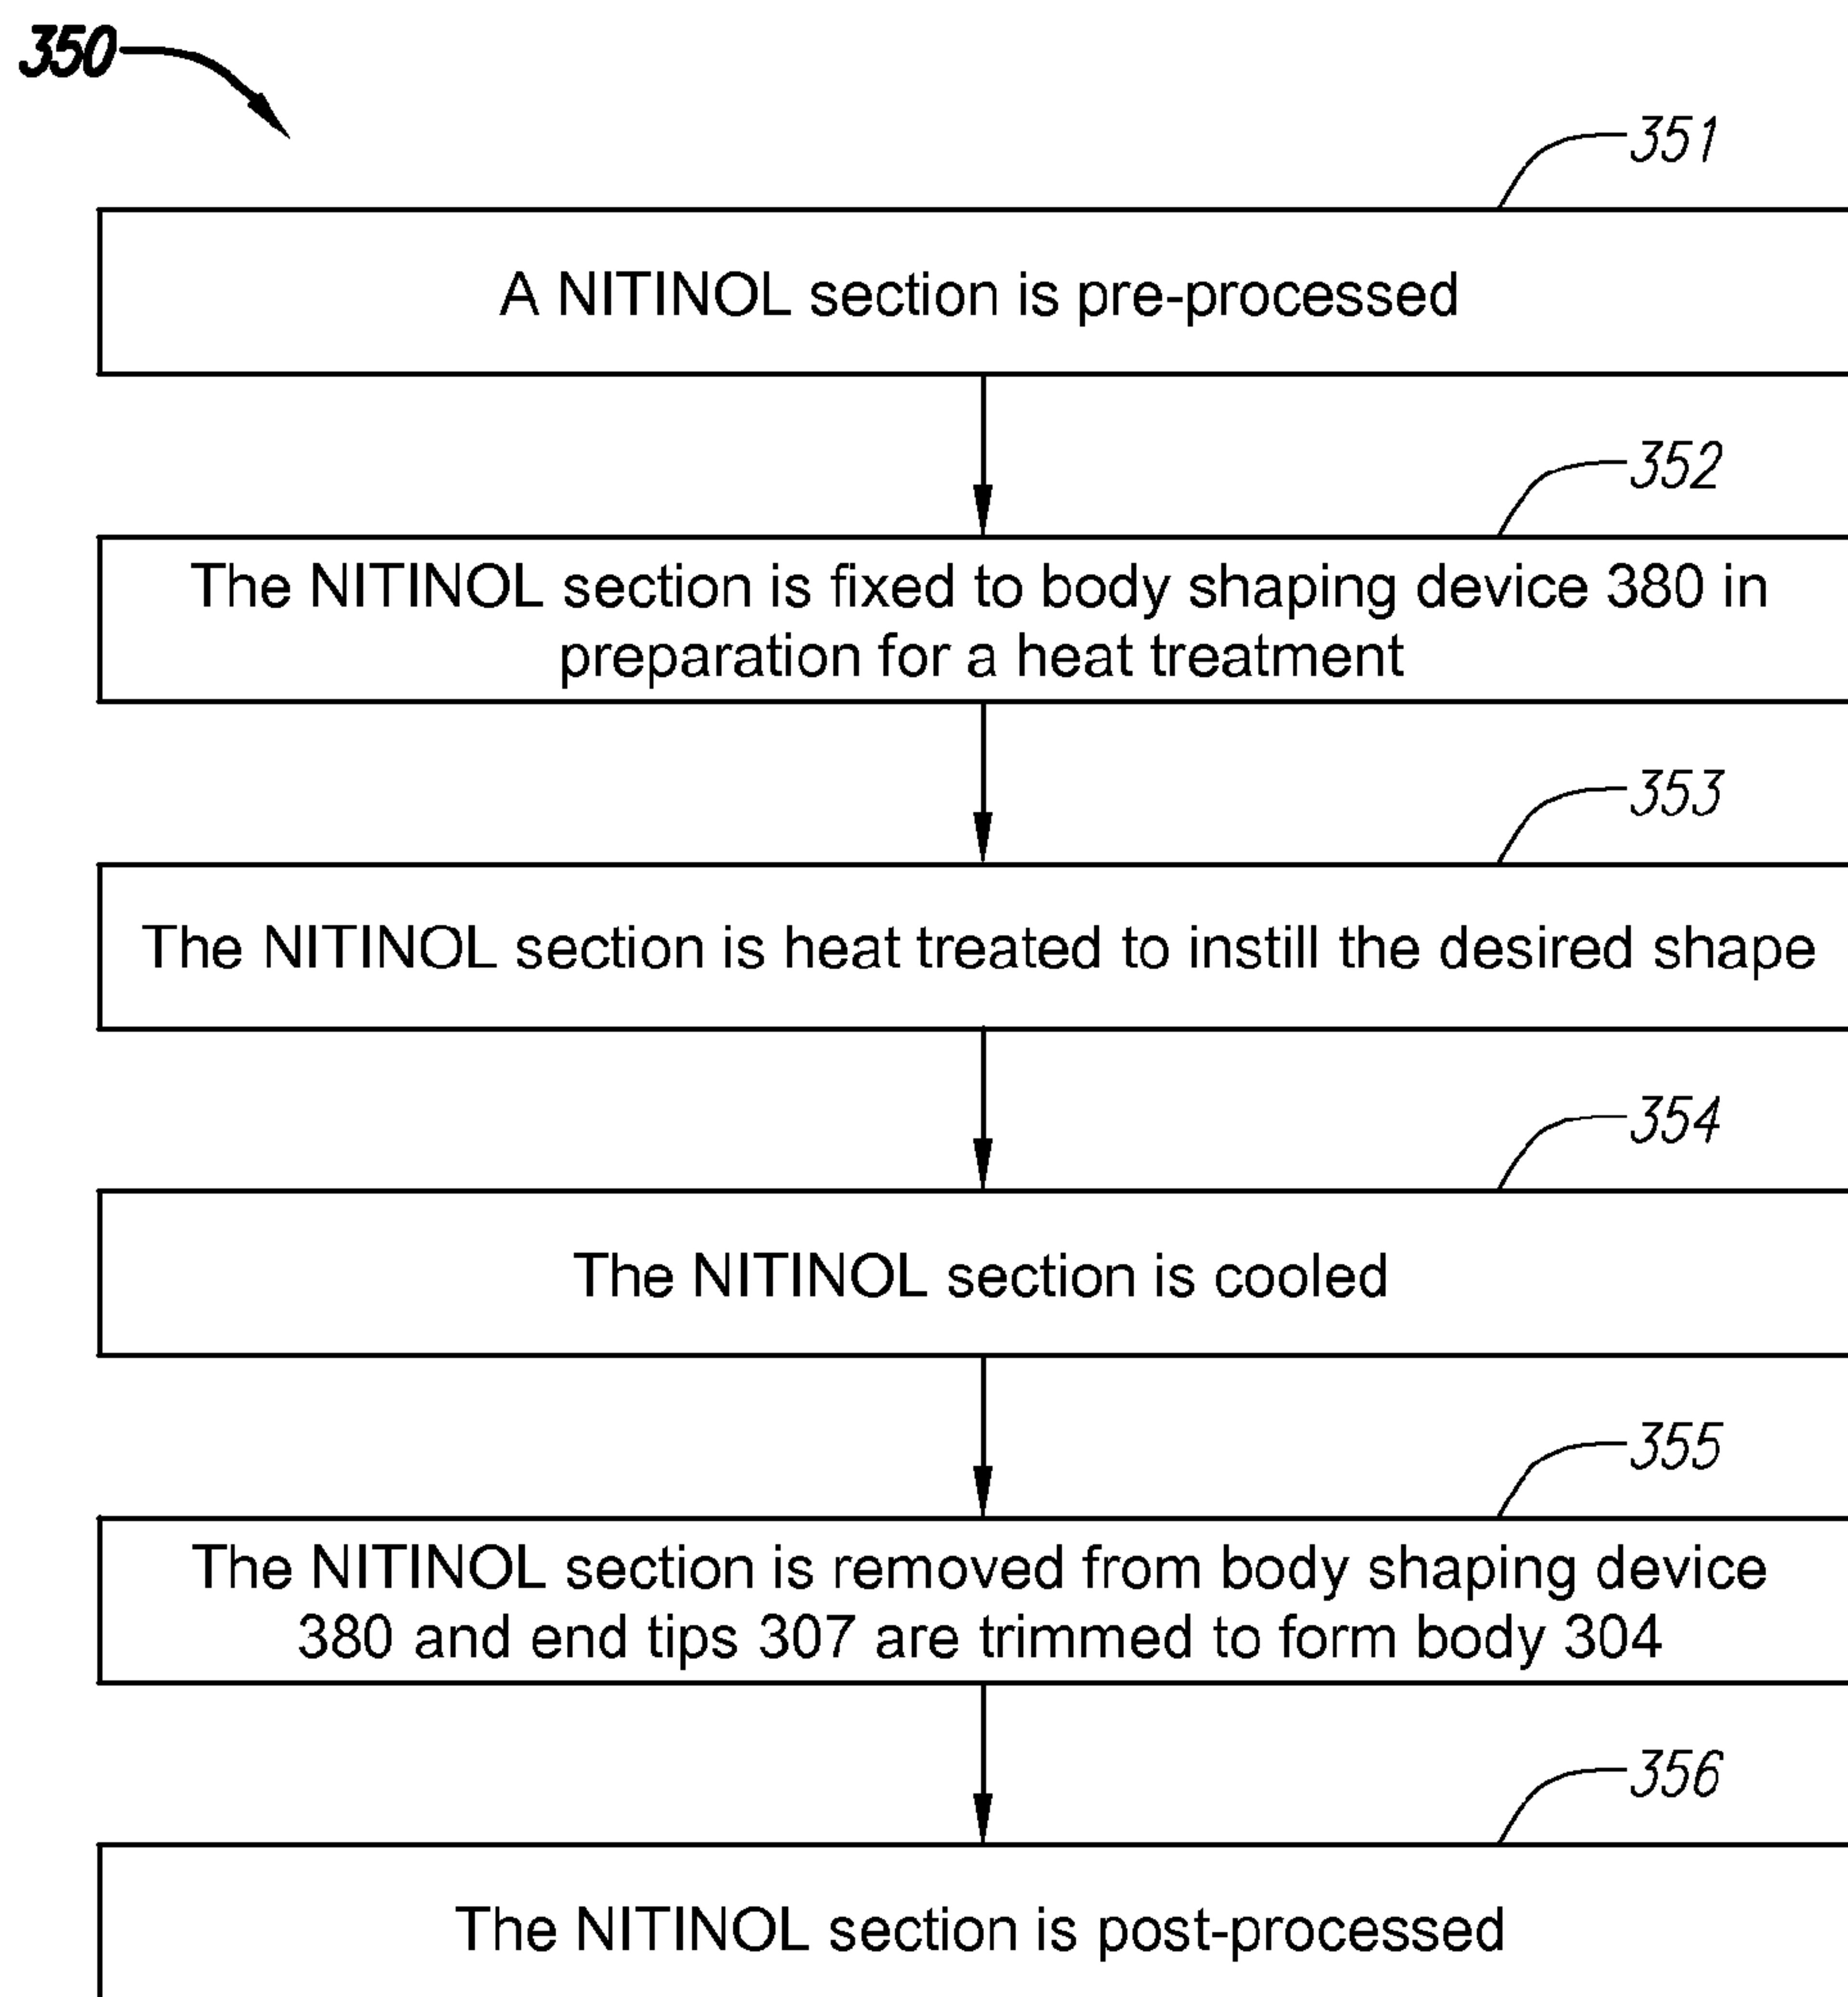 350
351
A NITINOL section is pre-processed
352
The NITINOL section is fixed to body shaping device 380 in
preparation for a heat treatment
353
The NITINOL section is heat treated to instill the desired shape
354
The NITINOL section is cooled
355
The NITINOL section is removed from body shaping device
380 and end tips 307 are trimmed to form body 304
356
The NITINOL section is post-processed